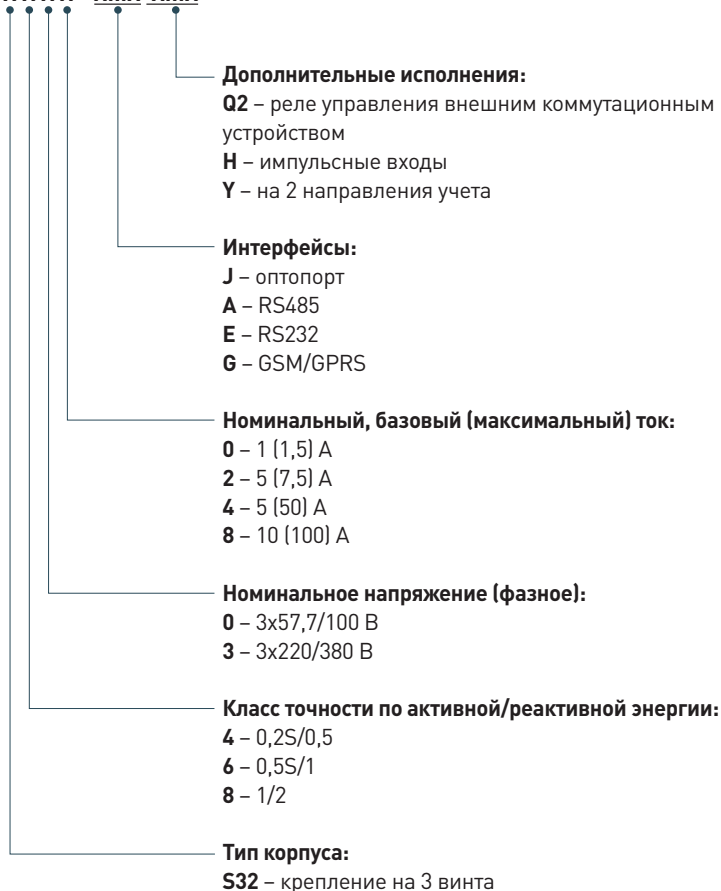 Дополнительные исполнения:
Q2 – реле управления внешним коммутационным
устройством
H – импульсные входы
Y – на 2 направления учета
Интерфейсы:
J – оптопорт
A – RS485
E – RS232
G – GSM/GPRS
Номинальный, базовый (максимальный) ток:
0 – 1 (1,5) А
2 – 5 (7,5) А
4 – 5 (50) А
8 – 10 (100) А
Номинальное напряжение (фазное):
0 – 3x57,7/100 В
3 – 3x220/380 В
Класс точности по активной/реактивной энергии:
4 – 0,2S/0,5
6 – 0,5S/1
8 – 1/2
Тип корпуса:
S32 – крепление на 3 винта